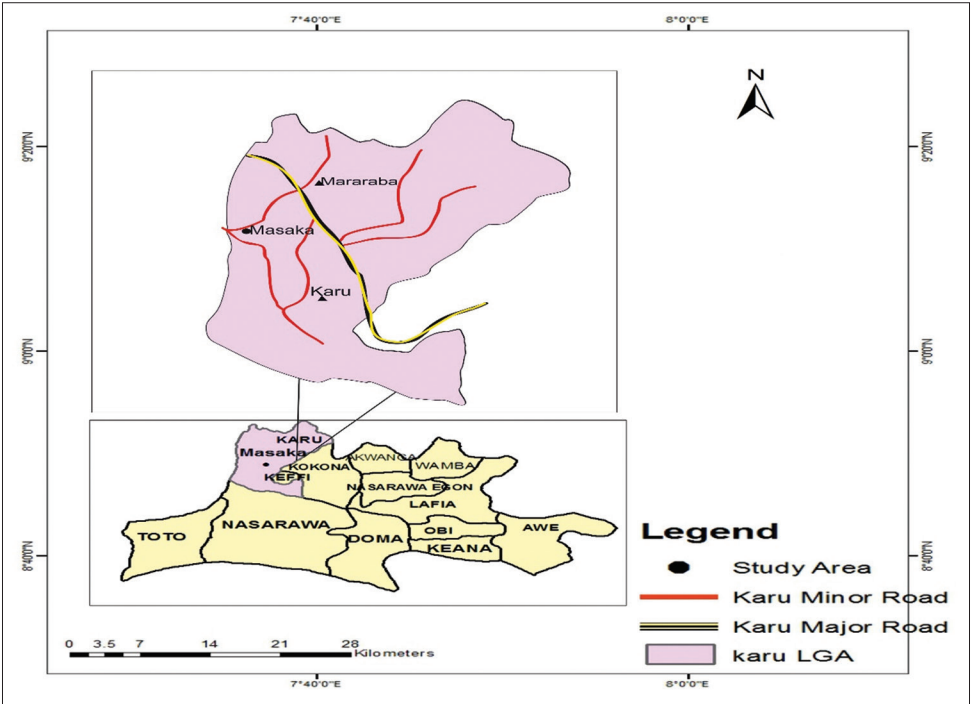 7°40'0"E 8°0'0"E
N
9°20'0"N 9°20'0"N
Mararaba
Masaka
Karu
9°0'0"N 9°0'0"N
KARU
Masaka
KOKONA
KEFFI
AKWANGA
WAMBA
NASARAWA EGON
LAFIA
NASARAWA
TOTO
DOMA
OBI
KEANA
AWE
8°40'0"N 8°40'0"N
Legend
Study Area
Karu Minor Road
Karu Major Road
karu LGA
0 3.5 7 14 21 28
Kilometers
7°40'0"E 8°0'0"E